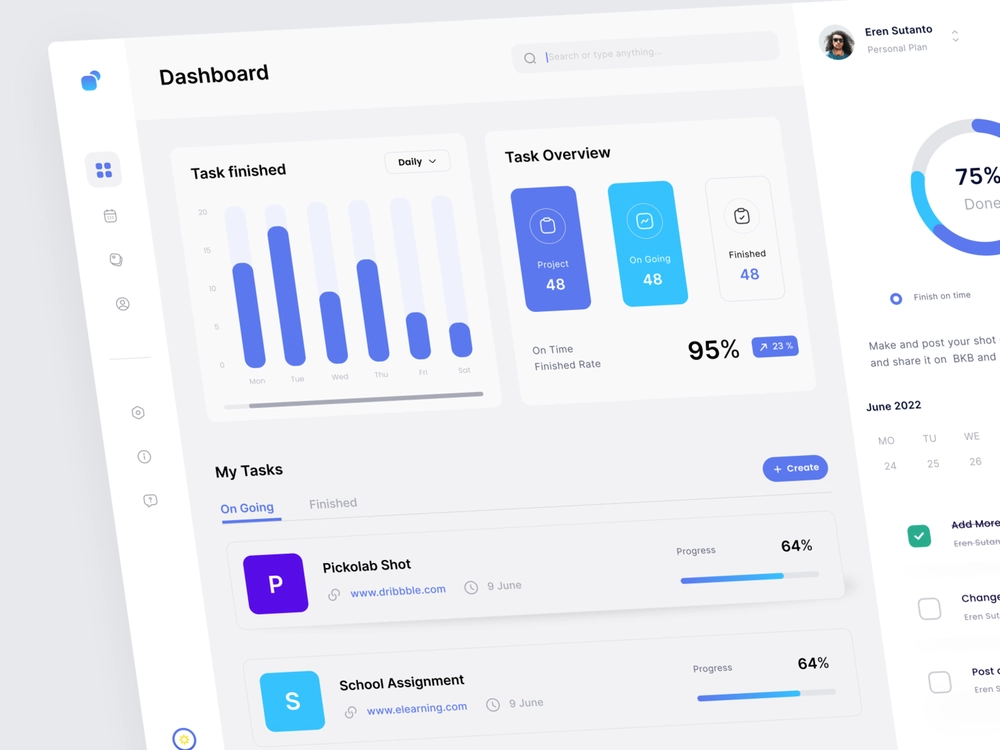 Dashboard
Search or type anything...
Eren Sutanto
Personal Plan
Task finished
Daily
20
15
10
5
0
Mon
Tue
Wed
Thu
Fri
Sat
Task Overview
Project
48
On Going
48
Finished
48
On Time
Finished Rate
95%
23 %
75%
Done
Finish on time
Make and post your shot
and share it on BKB and
June 2022
MO TU WE
24 25 26
My Tasks
Create
On Going
Finished
P
Pickolab Shot
www.dribbble.com
9 June
Progress
64%
S
School Assignment
www.elearning.com
9 June
Progress
64%
Add More
Eren Sutan
Change
Eren Sut
Post
Eren S